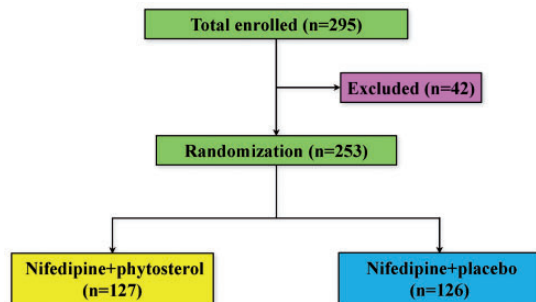 Total enrolled (n=295)
Excluded (n=42)
Randomization (n=253)
Nifedipine+phytosterol
(n=127)
Nifedipine+placebo
(n=126)